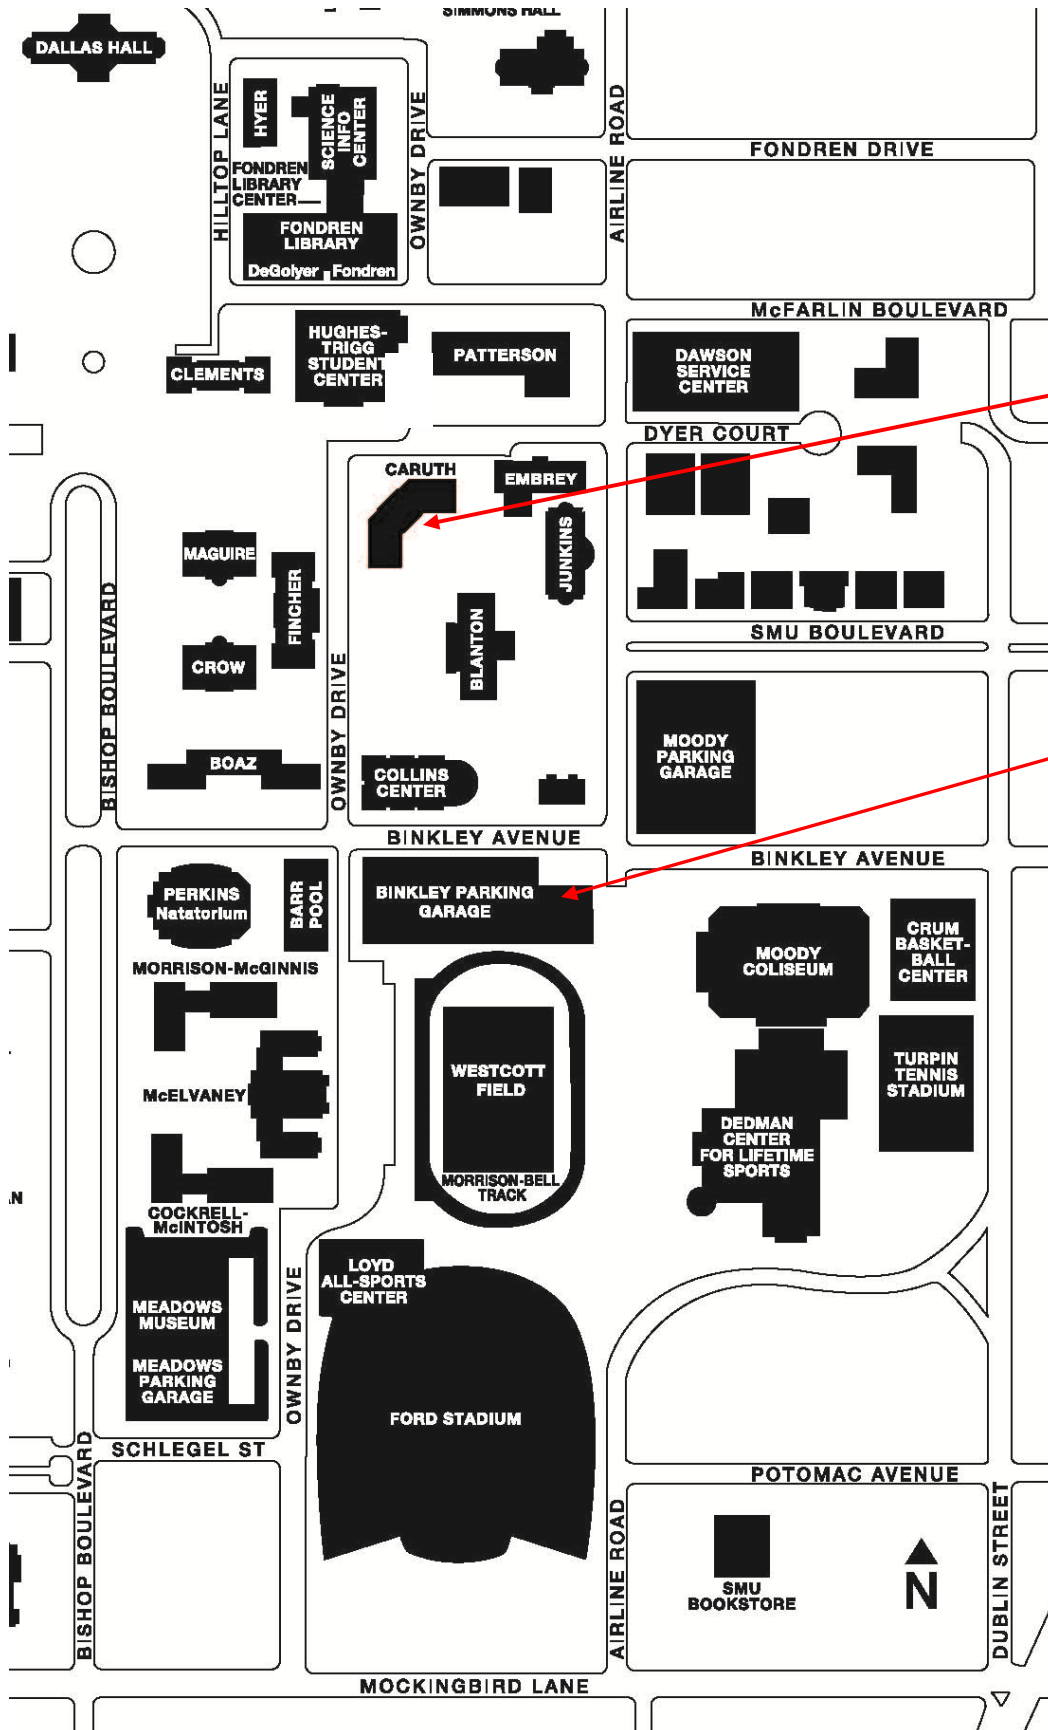 SIMMONS HALL
DALLAS HALL
HILLTOP LANE
HYER
SCIENCE
INFO
CENTER
OWNBY DRIVE
AIRLINE ROAD
FONDREN DRIVE
FONDREN
LIBRARY
CENTER
FONDREN
LIBRARY
DeGolyer Fondren
McFARLIN BOULEVARD
HUGHES-
TRIGG
STUDENT
CENTER
PATTERSON
DAWSON
SERVICE
CENTER
CLEMENTS
DYER COURT
CARUTH
EMBREY
JUNKINS
MAGUIRE
FINCHER
BLANTON
CROW
SMU BOULEVARD
BISHOP BOULEVARD
OWNBY DRIVE
MOODY
PARKING
GARAGE
BOAZ
COLLINS
CENTER
BINKLEY AVENUE
BINKLEY AVENUE
PERKINS
Natatorium
BARR
POOL
BINKLEY PARKING
GARAGE
MOODY
COLISEUM
CRUM
BASKET-
BALL
CENTER
MORRISON-McGINNIS
McELVANEY
WESTCOTT
FIELD
TURPIN
TENNIS
STADIUM
DEDMAN
CENTER
FOR LIFETIME
SPORTS
MORRISON-BELL
TRACK
COCKRELL-
McINTOSH
LOYD
ALL-SPORTS
CENTER
MEADOWS
MUSEUM
MEADOWS
PARKING
GARAGE
OWNBY DRIVE
FORD STADIUM
SCHLEGEL ST
BISHOP BOULEVARD
POTOMAC AVENUE
AIRLINE ROAD
SMU
BOOKSTORE
N
DUBLIN STREET
MOCKINGBIRD LANE